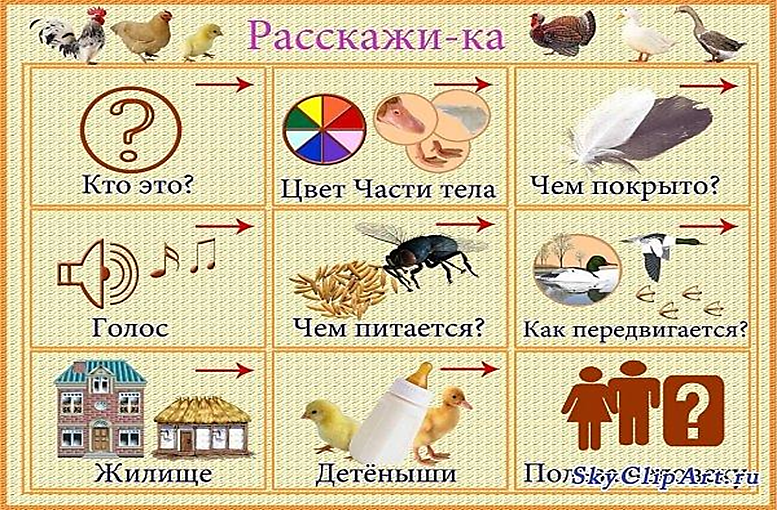 Расскажи-ка
Кто это?
Цвет Части тела
Чем покрыто?
Голос
Чем питается?
Как передвигается?
Жилище
Детёныши
SkyClipArt.ru